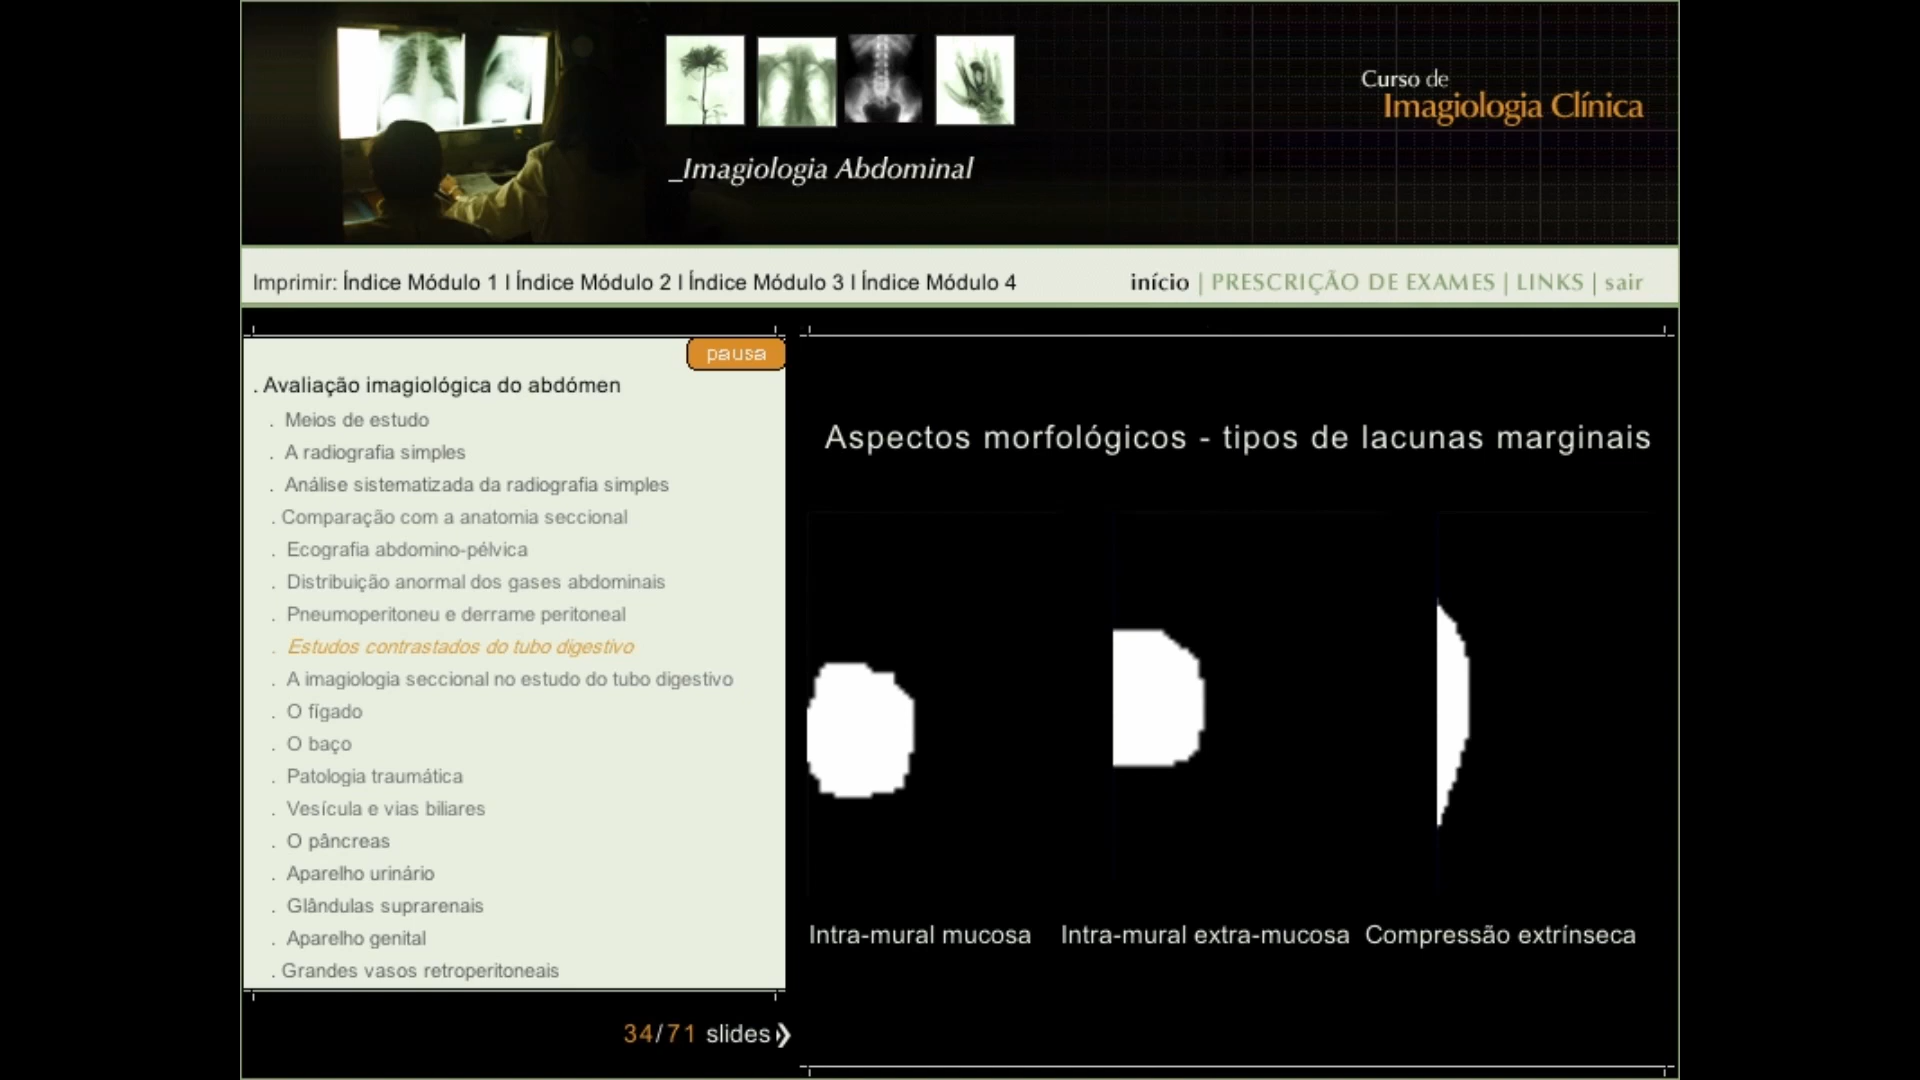 Curso de
Imagiologia Clínica
_Imagiologia Abdominal
Imprimir: Índice Módulo 1 I Índice Módulo 2 I Índice Módulo 3 I Índice Módulo 4
início | PRESCRIÇÃO DE EXAMES | LINKS | sair
pausa
. Avaliação imagiológica do abdómen
. Meios de estudo
. A radiografia simples
. Análise sistematizada da radiografia simples
. Comparação com a anatomia seccional
. Ecografia abdomino-pélvica
. Distribuição anormal dos gases abdominais
. Pneumoperitoneu e derrame peritoneal
. Estudos contrastados do tubo digestivo
. A imagiologia seccional no estudo do tubo digestivo
. O fígado
. O baço
. Patologia traumática
. Vesícula e vias biliares
. O pâncreas
. Aparelho urinário
. Glândulas suprarenais
. Aparelho genital
. Grandes vasos retroperitoneais
34/71 slides
Aspectos morfológicos - tipos de lacunas marginais
Intra-mural mucosa
Intra-mural extra-mucosa
Compressão extrínseca